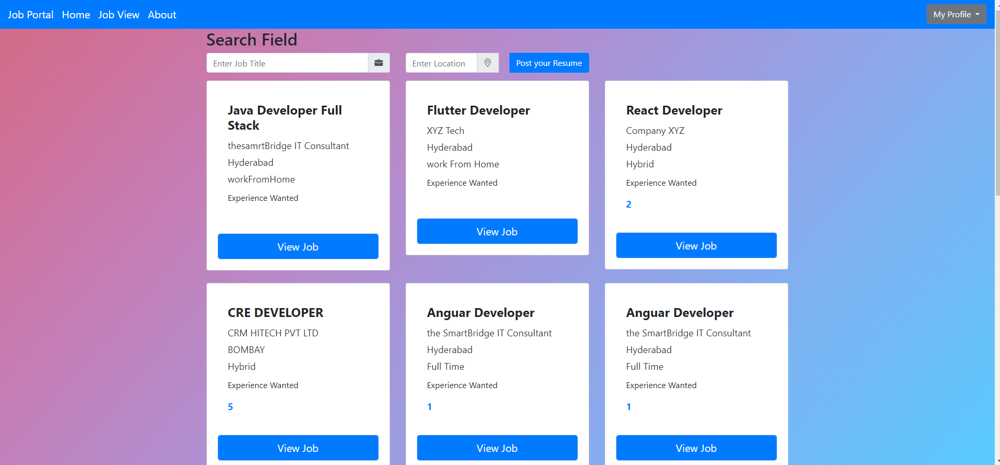 Job Portal Home Job View About My Profile
Search Field
Enter Job Title Enter Location Post your Resume
Java Developer Full
Stack
thesamrtBridge IT Consultant
Hyderabad
workFromHome
Experience Wanted
View Job
Flutter Developer
XYZ Tech
Hyderabad
work From Home
Experience Wanted
View Job
React Developer
Company XYZ
Hyderabad
Hybrid
Experience Wanted
2
View Job
CRE DEVELOPER
CRM HITECH PVT LTD
BOMBAY
Hybrid
Experience Wanted
5
View Job
Anguar Developer
the SmartBridge IT Consultant
Hyderabad
Full Time
Experience Wanted
1
View Job
Anguar Developer
the SmartBridge IT Consultant
Hyderabad
Full Time
Experience Wanted
1
View Job